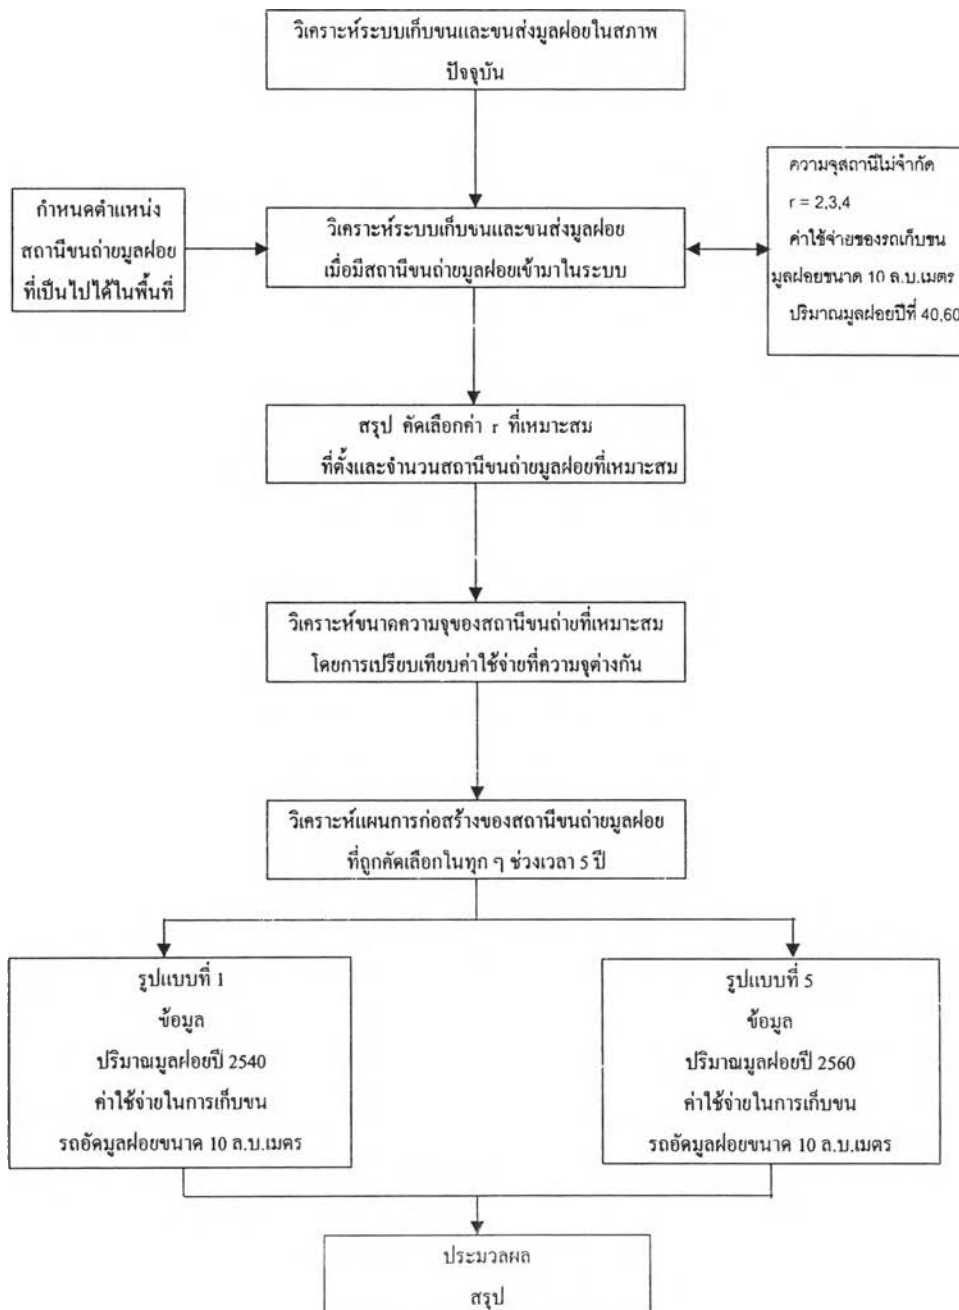 วิเคราะห์ระบบเก็บขนและขนส่งมูลฝอยในสภาพ
ปัจจุบัน
กำหนดตำแหน่ง
สถานีขนถ่ายมูลฝอย
ที่เป็นไปได้ในพื้นที่
วิเคราะห์ระบบเก็บขนและขนส่งมูลฝอย
เมื่อมีสถานีขนถ่ายมูลฝอยเข้ามาในระบบ
ความจุสถานีไม่จำกัด
r = 2,3,4
ค่าใช้จ่ายของรถเก็บขน
มูลฝอยขนาด 10 ล.บ.เมตร
ปริมาณมูลฝอยปีที่ 40,60
สรุป คัดเลือกค่า r ที่เหมาะสม
ที่ตั้งและจำนวนสถานีขนถ่ายมูลฝอยที่เหมาะสม
วิเคราะห์ขนาดความจุของสถานีขนถ่ายที่เหมาะสม
โดยการเปรียบเทียบค่าใช้จ่ายที่ความจุต่างกัน
วิเคราะห์แผนการก่อสร้างของสถานีขนถ่ายมูลฝอย
ที่ถูกคัดเลือกในทุก ๆ ช่วงเวลา 5 ปี
รูปแบบที่ 1
ข้อมูล
ปริมาณมูลฝอยปี 2540
ค่าใช้จ่ายในการเก็บขน
รถอัดมูลฝอยขนาด 10 ล.บ.เมตร
รูปแบบที่ 5
ข้อมูล
ปริมาณมูลฝอยปี 2560
ค่าใช้จ่ายในการเก็บขน
รถอัดมูลฝอยขนาด 10 ล.บ.เมตร
ประมวลผล
สรุป